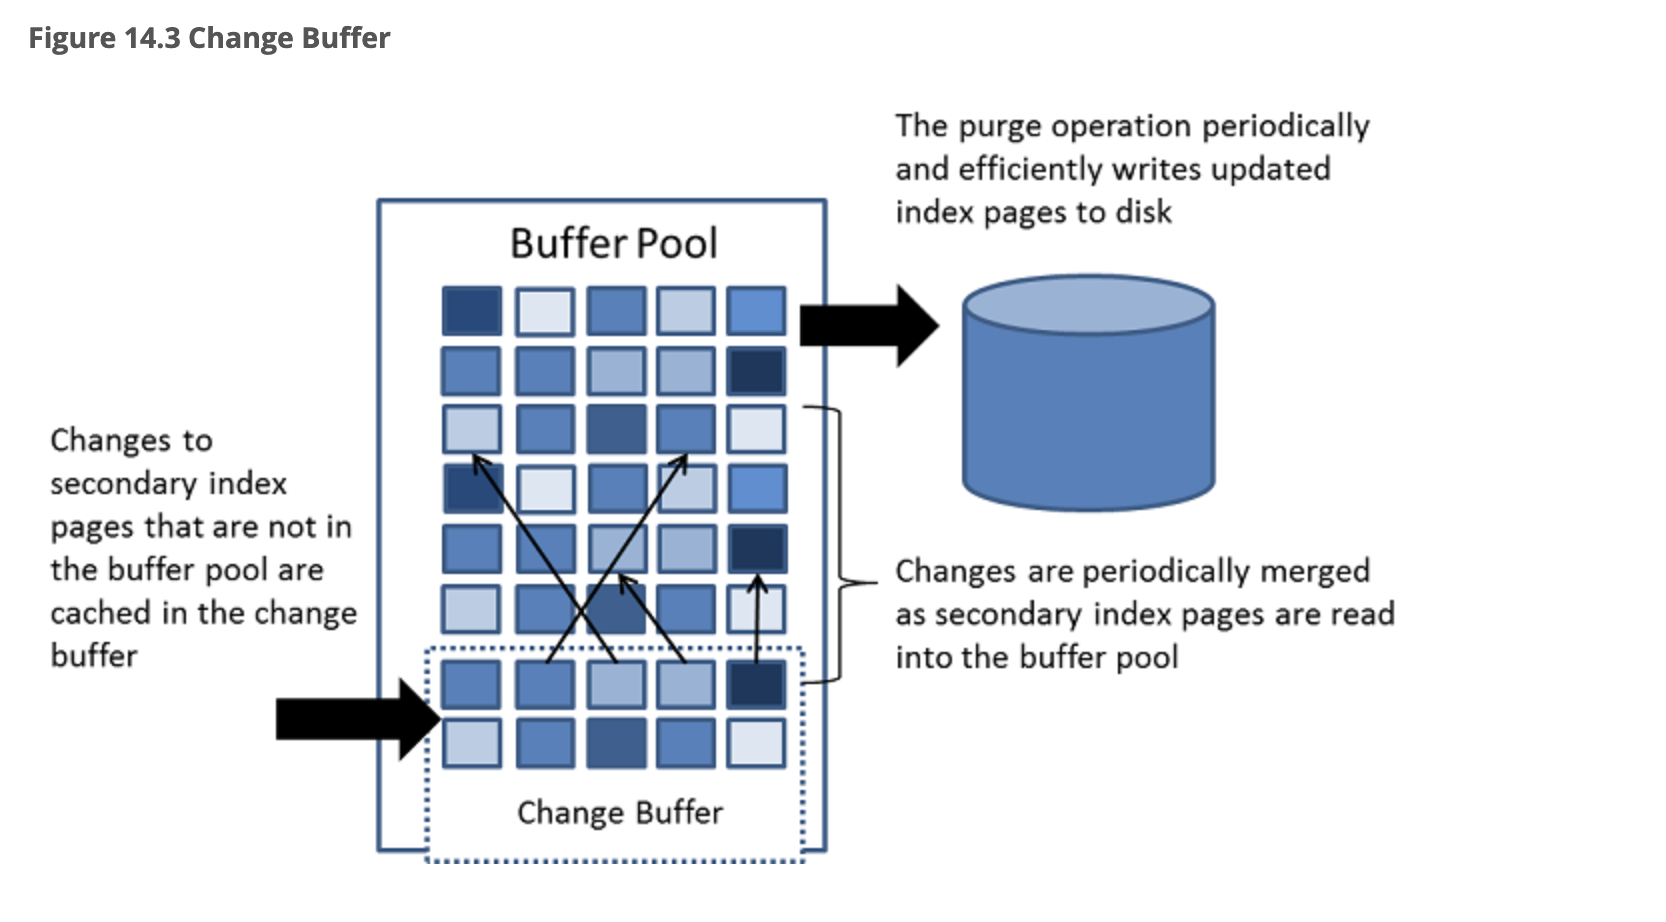 Figure 14.3 Change Buffer
The purge operation periodically
and efficiently writes updated
index pages to disk
Buffer Pool
Changes to
secondary index
pages that are not in
the buffer pool are
cached in the change
buffer
Changes are periodically merged
as secondary index pages are read
into the buffer pool
Change Buffer